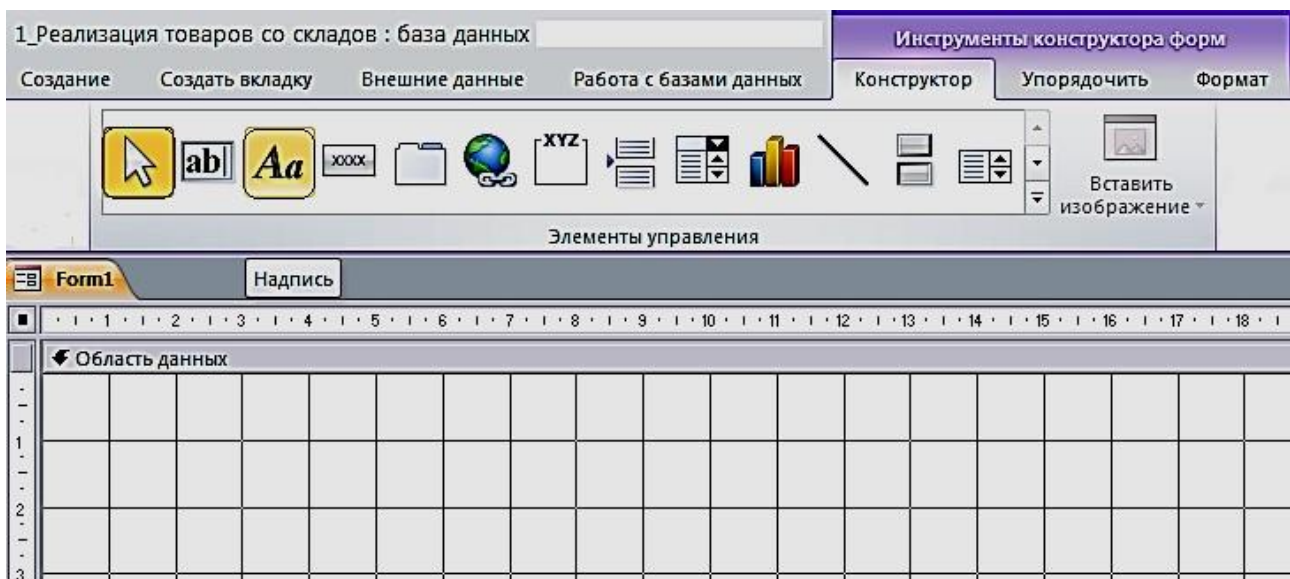 1_Реализация товаров со складов : база данных Инструменты конструктора форм
Создание Создать вкладку Внешние данные Работа с базами данных Конструктор Упорядочить Формат
ab Aa XXXX XYZ
Вставить
изображение
Элементы управления
Form1 Надпись
1 2 3 4 5 6 7 8 9 10 11 12 13 14 15 16 17 18
Область данных
1
2
3